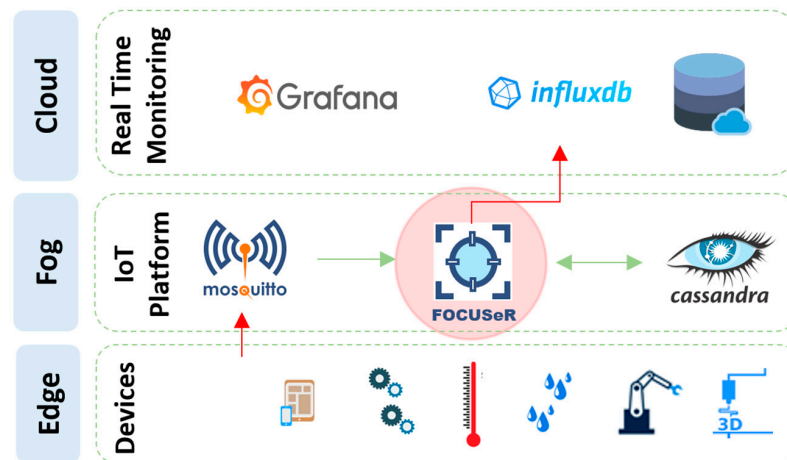 Cloud
Real Time
Monitoring
Grafana
influxdb
Fog
IoT
Platform
mosquitto
FOCUSeR
cassandra
Edge
Devices
3D